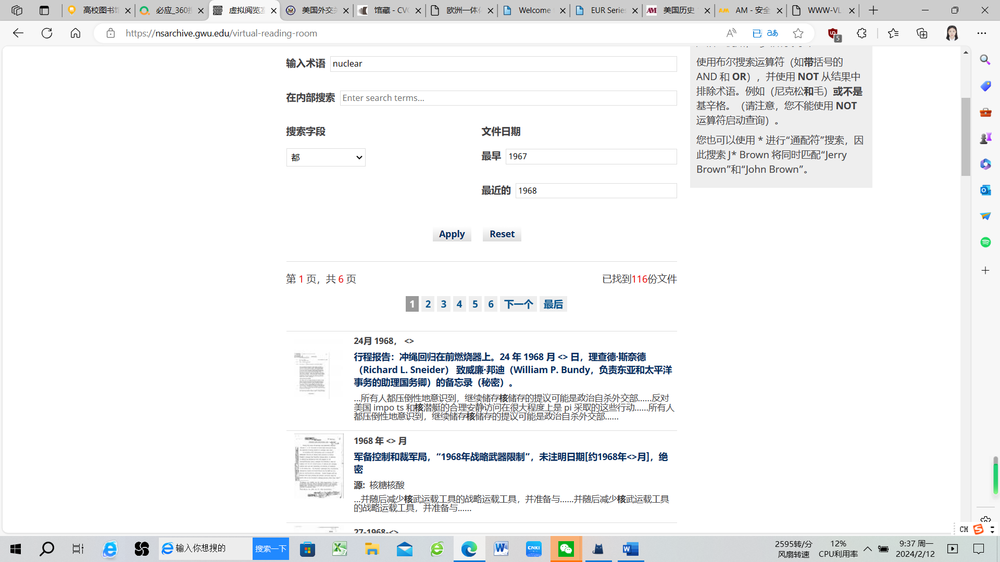 高校图书馆
必应_360搜
虚拟阅览室
美国外交关
馆藏 - CVC
欧洲一体化
Welcome
EUR Series
美国历史
AM - 安全
WWW-VL
https://nsarchive.gwu.edu/virtual-reading-room
5
输入术语
nuclear
在内部搜索
Enter search terms...
搜索字段
文件日期
都
最早
1967
最近的
1968
Apply
Reset
使用布尔搜索运算符（如带括号的
AND 和 OR），并使用 NOT 从结果中
排除术语。例如（尼克松和毛）或不是
基辛格。（请注意，您不能使用 NOT
运算符启动查询）。
您也可以使用 * 进行“通配符”搜索，因
此搜索 J* Brown 将同时匹配“Jerry
Brown”和“John Brown”。
第 1 页，共 6 页
已找到116份文件
1 2 3 4 5 6 下一个 最后
24月 1968， <>
行程报告：冲绳回归在前燃烧器上。24 年 1968 月 <> 日，理查德·斯奈德
（Richard L. Sneider） 致威廉·邦迪（William P. Bundy，负责东亚和太平洋
事务的助理国务卿）的备忘录（秘密）。
...所有人都压倒性地意识到，继续储存核储存的提议可能是政治自杀外交部......反对
美国 impo ts 和核潜艇的合理安静访问在很大程度上是 pi 采取的这些行动......所有人
都压倒性地意识到，继续储存核储存的提议可能是政治自杀外交部......
1968 年 <> 月
军备控制和裁军局，“1968年战略武器限制”，未注明日期[约1968年<>月]，绝
密
源: 核糖核酸
...并随后减少核武运载工具的战略运载工具，并准备与......并随后减少核武运载工具
的战略运载工具，并准备与......
27-1968-<>
CH
输入你想搜的
搜索一下
CNKI
2595转/分
风扇转速
12%
CPU利用率
9:37 周一
2024/2/12